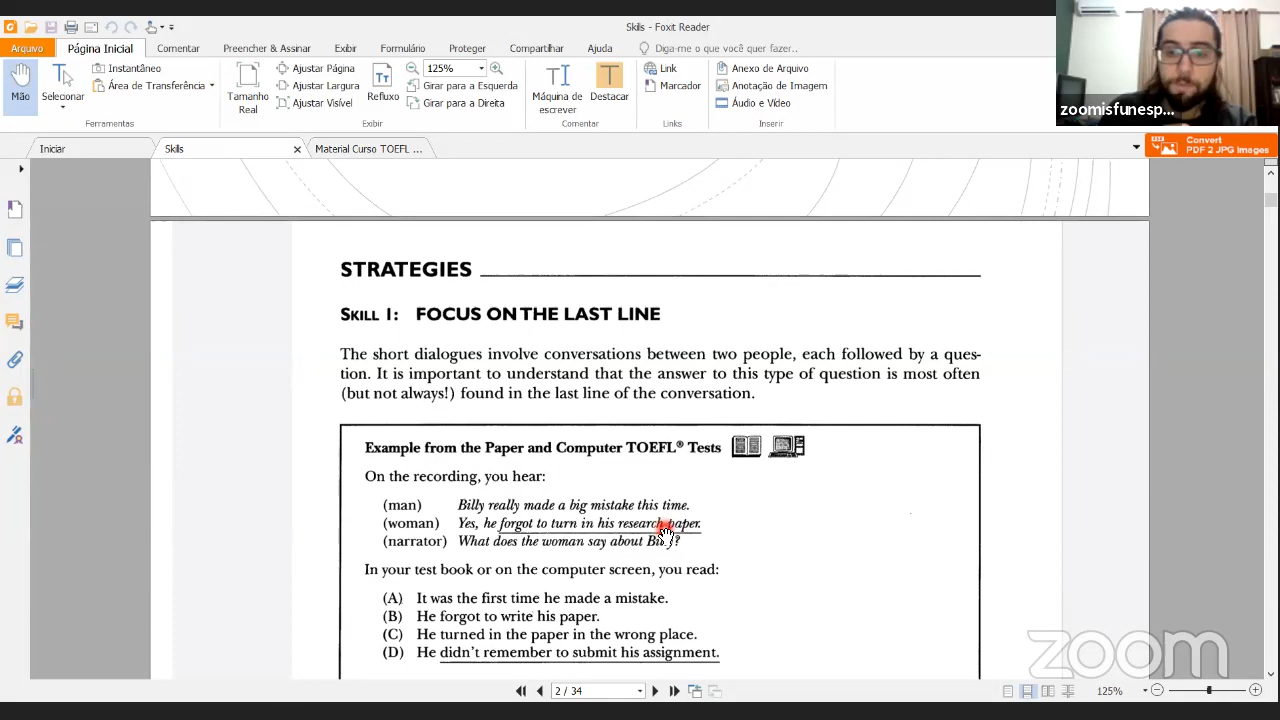 Skills - Foxt Reader
Arquivo
Página Inicial
Comentar
Preencher & Assinar
Exibir
Formulário
Proteger
Compartilhar
Ajuda
Diga-me o que você quer fazer..
Mão
Selecionar
Instantâneo
Área de Transferência
Ferramentas
Tamanho
Real
Ajustar Página
Ajustar Largura
Ajustar Visível
Refluxo
125%
Girar para a Esquerda
Girar para a Direita
Exibir
Máquina de
escrever
Destacar
Comentar
Link
Marcador
Links
Anexo de Arquivo
Anotação de Imagem
Áudio e Vídeo
Inserir
zoomisfunesp...
Iniciar
Skills
Material Curso TOEFL ...
Convert
PDF 2 JPG Images
STRATEGIES
SKILL 1: FOCUS ON THE LAST LINE
The short dialogues involve conversations between two people, each followed by a ques-
tion. It is important to understand that the answer to this type of question is most often
(but not always!) found in the last line of the conversation.
Example from the Paper and Computer TOEFL® Tests
On the recording, you hear:
(man) Billy really made a big mistake this time.
(woman) Yes, he forgot to turn in his research paper.
(narrator) What does the woman say about Billy?
In your test book or on the computer screen, you read:
(A) It was the first time he made a mistake.
(B) He forgot to write his paper.
(C) He turned in the paper in the wrong place.
(D) He didn't remember to submit his assignment.
zoom
2 / 34
125%